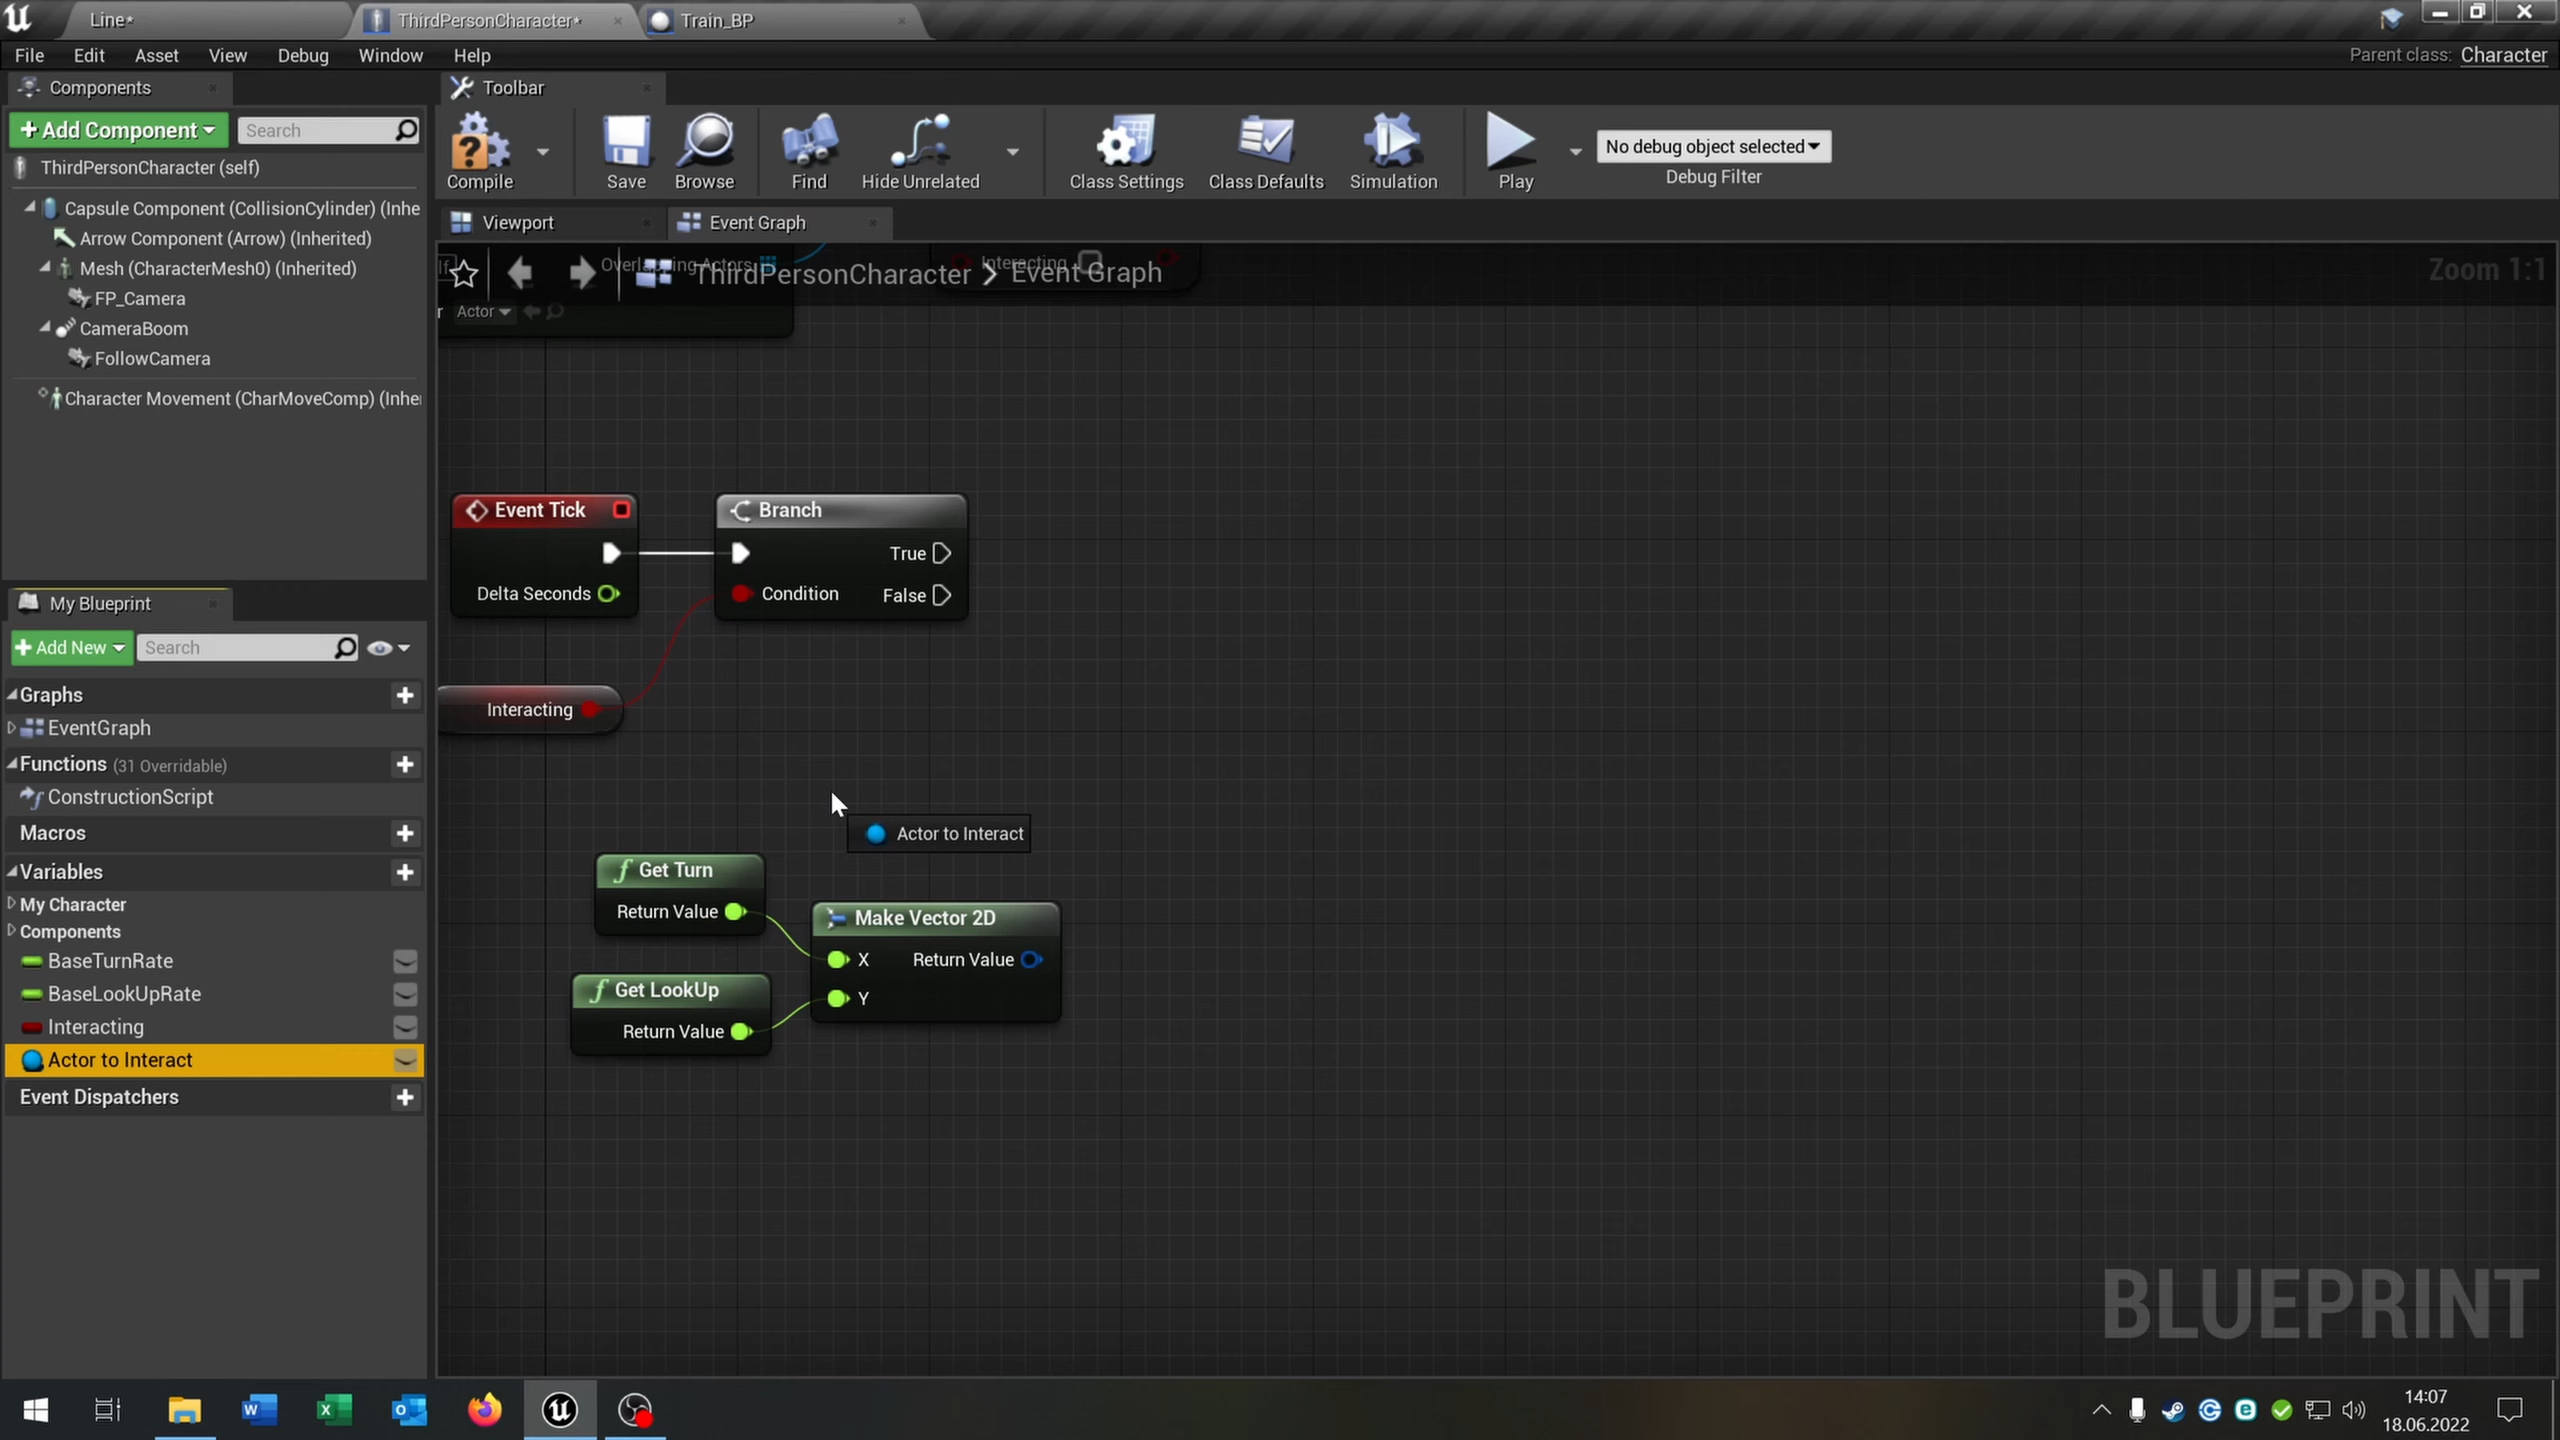 Line*
ThirdPersonCharacter*
Train_BP
File
Edit
Asset
View
Debug
Window
Help
Parent class: Character
Components
Toolbar
Add Component
Search
ThirdPersonCharacter (self)
Capsule Component (CollisionCylinder) (Inhe
Arrow Component (Arrow) (Inherited)
Mesh (CharacterMesh0) (Inherited)
FP_Camera
CameraBoom
FollowCamera
Character Movement (CharMoveComp) (Inhe
Compile
Save
Browse
Find
Hide Unrelated
Class Settings
Class Defaults
Simulation
Play
No debug object selected
Debug Filter
Viewport
Event Graph
Overlapping Actors
Interacting
ThirdPersonCharacter > Event Graph
Zoom 1:1
r Actor
Event Tick
Delta Seconds
Branch
True
Condition
False
Interacting
Actor to Interact
Get Turn
Return Value
Make Vector 2D
X
Return Value
Y
Get LookUp
Return Value
BLUEPRINT
My Blueprint
Add New
Search
Graphs
EventGraph
Functions (31 Overridable)
ConstructionScript
Macros
Variables
My Character
Components
BaseTurnRate
BaseLookUpRate
Interacting
Actor to Interact
Event Dispatchers
14:07
18.06.2022